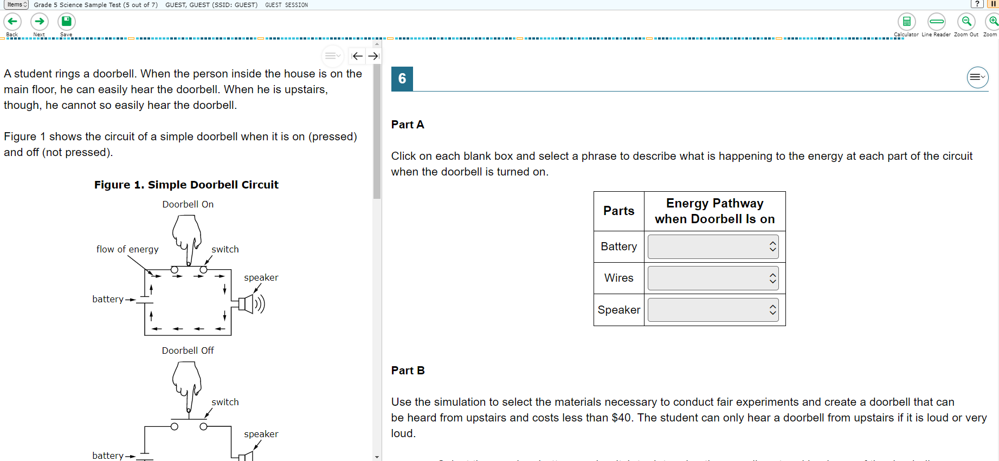 Items Grade 5 Science Sample Test (5 out of 7) GUEST, GUEST (SSID: GUEST) GUEST SESSION ?
Back Next Save
Calculator Line Reader Zoom Out Zoom
A student rings a doorbell. When the person inside the house is on the
main floor, he can easily hear the doorbell. When he is upstairs,
though, he cannot so easily hear the doorbell.
Figure 1 shows the circuit of a simple doorbell when it is on (pressed)
and off (not pressed).
Figure 1. Simple Doorbell Circuit
Doorbell On
flow of energy
switch
speaker
battery
Doorbell Off
switch
speaker
battery
6
Part A
Click on each blank box and select a phrase to describe what is happening to the energy at each part of the circuit
when the doorbell is turned on.
Parts
Energy Pathway
when Doorbell Is on
Battery
Wires
Speaker
Part B
Use the simulation to select the materials necessary to conduct fair experiments and create a doorbell that can
be heard from upstairs and costs less than $40. The student can only hear a doorbell from upstairs if it is loud or very
loud.